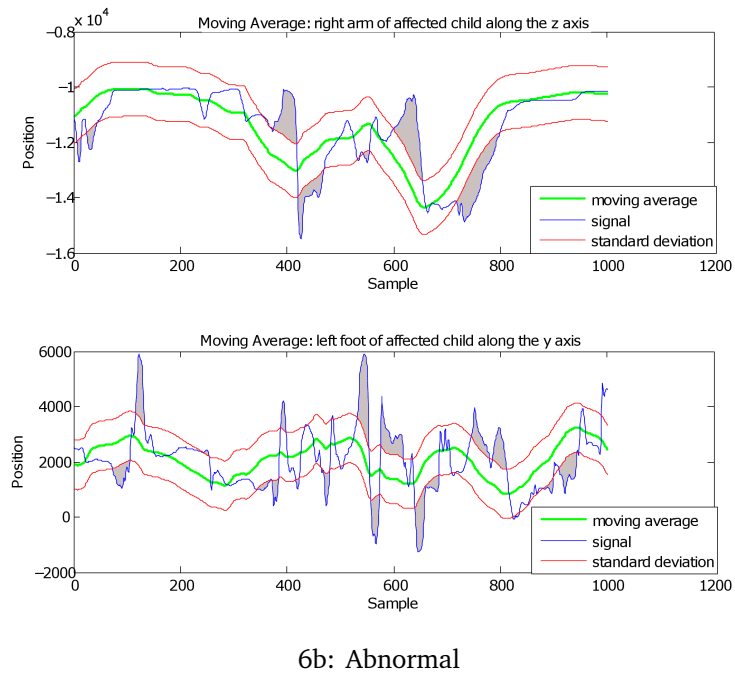 x 10⁴
Moving Average: right arm of affected child along the z axis
−0.8
−1
−1.2
−1.4
−1.6
Position
0 200 400 600 800 1000 1200
Sample
moving average
signal
standard deviation
Moving Average: left foot of affected child along the y axis
6000
4000
2000
0
−2000
Position
0 200 400 600 800 1000 1200
Sample
moving average
signal
standard deviation
6b: Abnormal